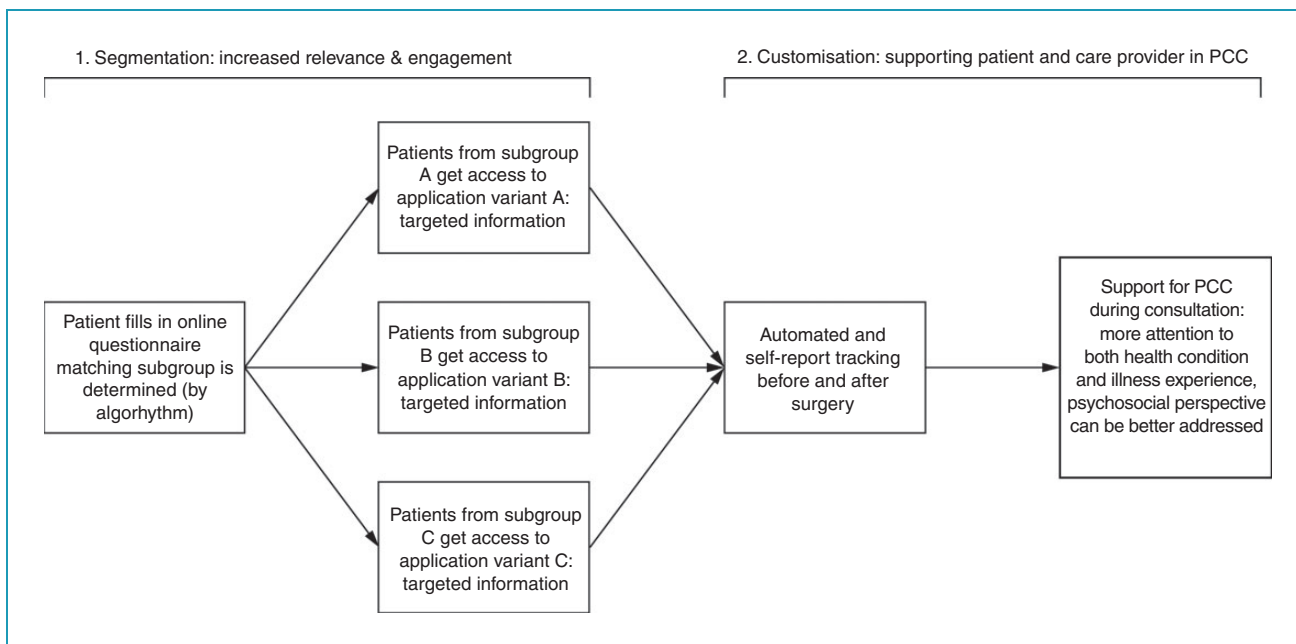 1. Segmentation: increased relevance & engagement
2. Customisation: supporting patient and care provider in PCC
Patient fills in online
questionnaire
matching subgroup is
determined (by
algorhythm)
Patients from subgroup
A get access to
application variant A:
targeted information
Patients from subgroup
B get access to
application variant B:
targeted information
Patients from subgroup
C get access to
application variant C:
targeted information
Automated and
self-report tracking
before and after
surgery
Support for PCC
during consultation:
more attention to
both health condition
and illness experience,
psychosocial perspective
can be better addressed